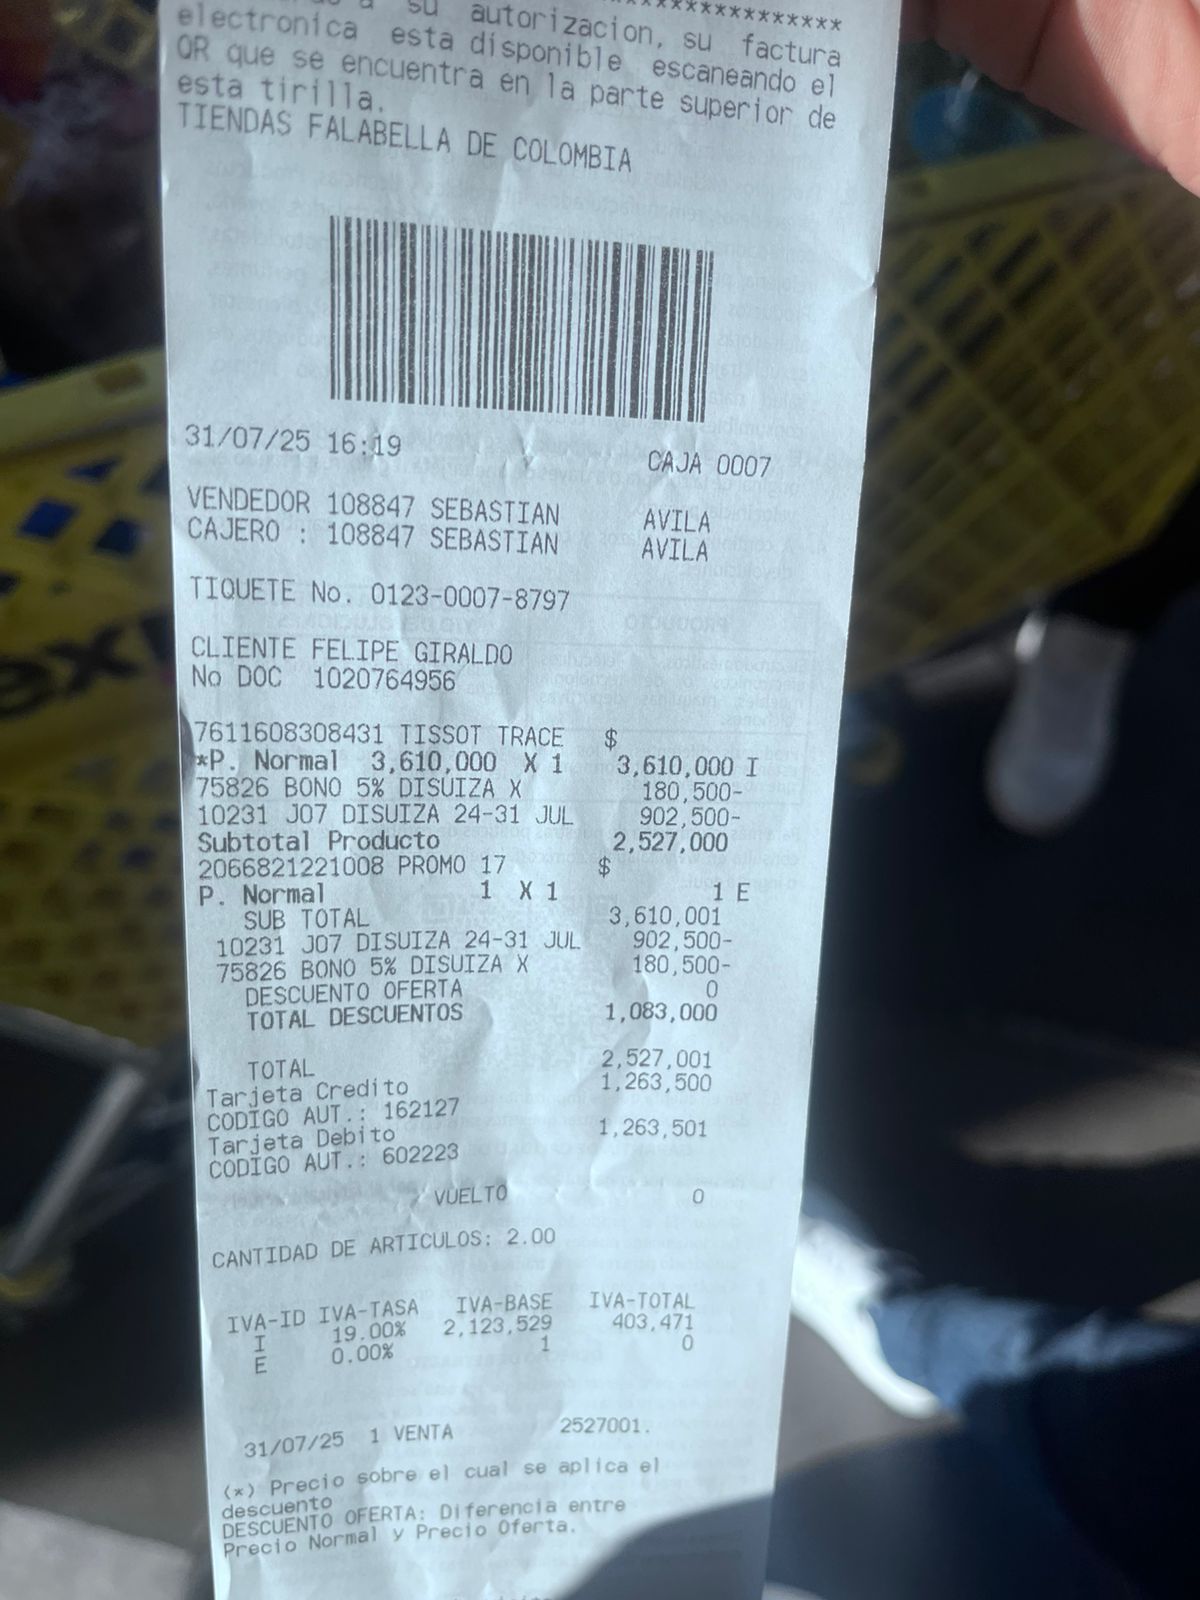 ****************
a su autorizacion, su factura
electronica esta disponible escaneando el
QR que se encuentra en la parte superior de
esta tirilla.
TIENDAS FALABELLA DE COLOMBIA
31/07/25 16:19 CAJA 0007
VENDEDOR 108847 SEBASTIAN AVILA
CAJERO : 108847 SEBASTIAN AVILA
TIQUETE No. 0123-0007-8797
CLIENTE FELIPE GIRALDO
No DOC 1020764956
7611608308431 TISSOT TRACE $
*P. Normal 3,610,000 X 1 3,610,000 I
75826 BONO 5% DISUIZA X 180,500-
10231 J07 DISUIZA 24-31 JUL 902,500-
Subtotal Producto 2,527,000
2066821221008 PROMO 17 $
P. Normal 1 X 1 1 E
SUB TOTAL 3,610,001
10231 J07 DISUIZA 24-31 JUL 902,500-
75826 BONO 5% DISUIZA X 180,500-
DESCUENTO OFERTA 0
TOTAL DESCUENTOS 1,083,000
TOTAL 2,527,001
Tarjeta Credito 1,263,500
CODIGO AUT.: 162127
Tarjeta Debito 1,263,501
CODIGO AUT.: 602223
VUELTO 0
CANTIDAD DE ARTICULOS: 2.00
IVA-ID IVA-TASA IVA-BASE IVA-TOTAL
I 19.00% 2,123,529 403,471
E 0.00% 1 0
31/07/25 1 VENTA 2527001.
(*) Precio sobre el cual se aplica el
descuento
DESCUENTO OFERTA: Diferencia entre
Precio Normal y Precio Oferta.